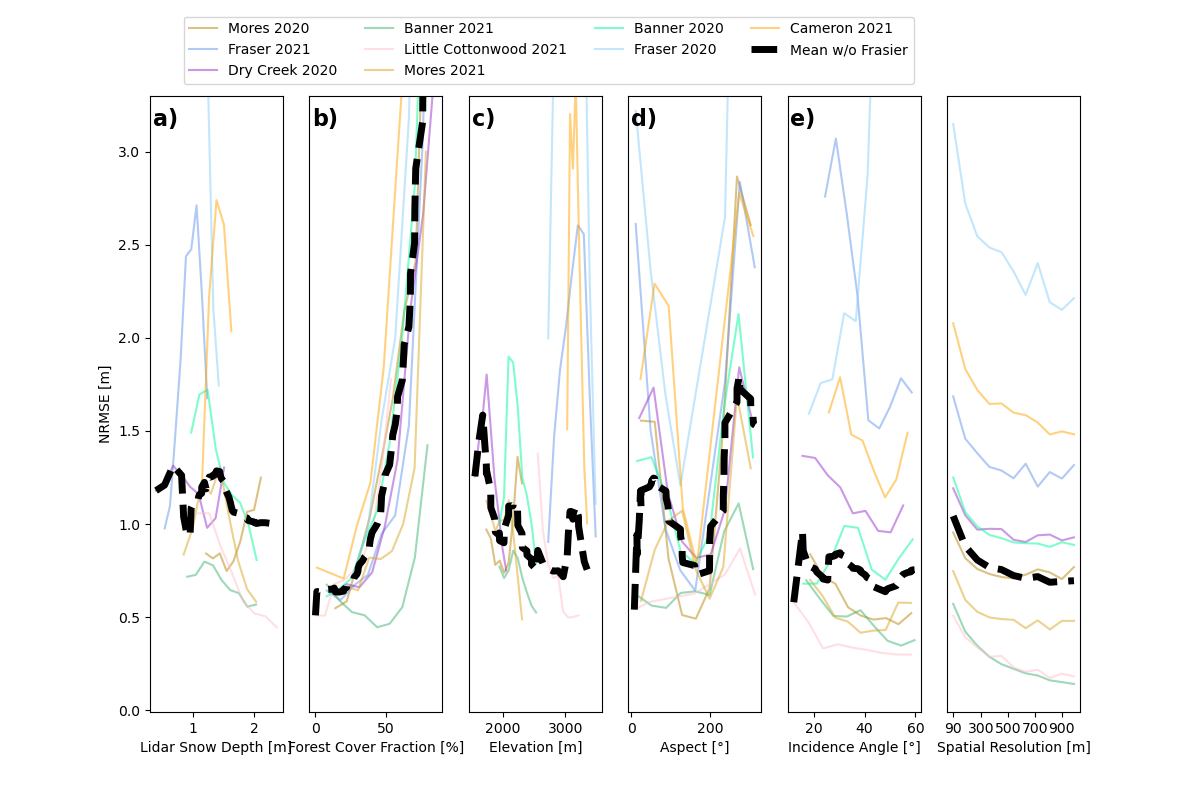 Mores 2020 Banner 2021 Banner 2020 Cameron 2021
Fraser 2021 Little Cottonwood 2021 Fraser 2020 Mean w/o Frasier
Dry Creek 2020 Mores 2021
a) b) c) d) e)
3.0
2.5
2.0
1.5
1.0
0.5
0.0
NRMSE [m]
1 2 0 50 2000 3000 0 200 20 40 60 90 300 500 700 900
Lidar Snow Depth [m] Forest Cover Fraction [%] Elevation [m] Aspect [°] Incidence Angle [°] Spatial Resolution [m]